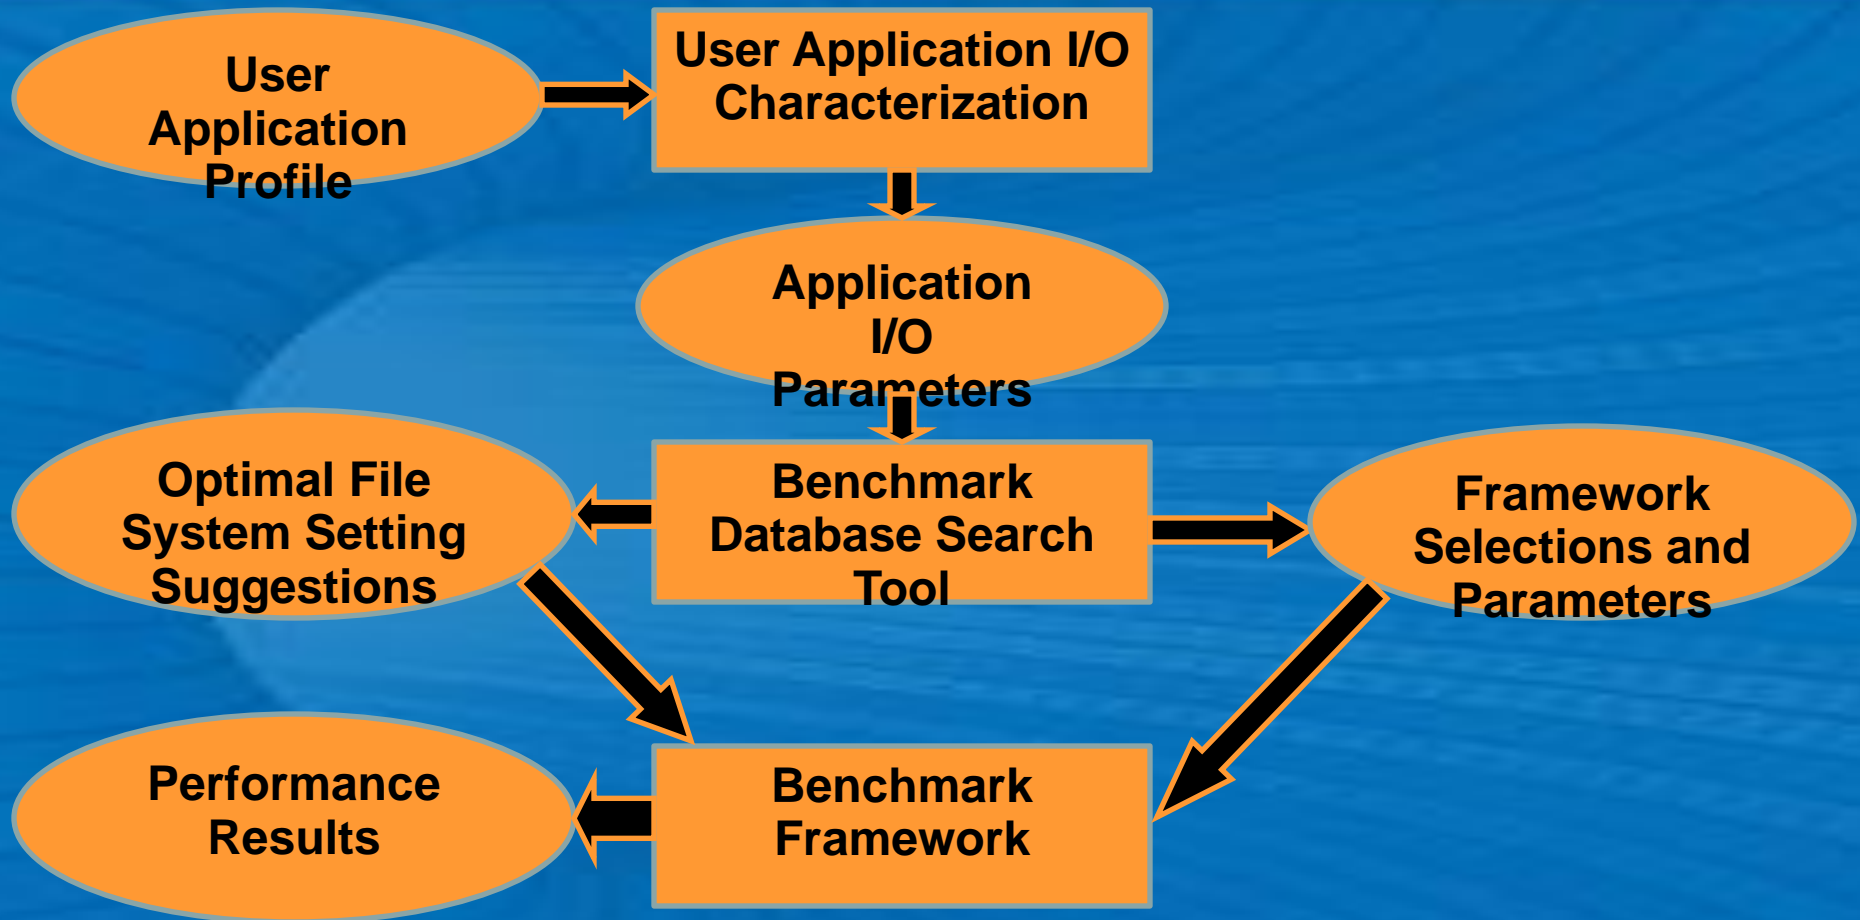 User
Application
Profile
User Application I/O
Characterization
Application
I/O
Parameters
Optimal File
System Setting
Suggestions
Benchmark
Database Search
Tool
Framework
Selections and
Parameters
Performance
Results
Benchmark
Framework